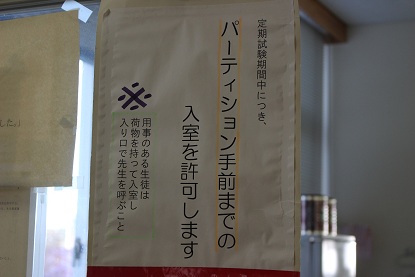 定期試験期間中につき、
パーティション手前までの
入室を許可します
※
用事のある生徒は
荷物を持って入室し
入り口で先生を呼ぶこと
した。